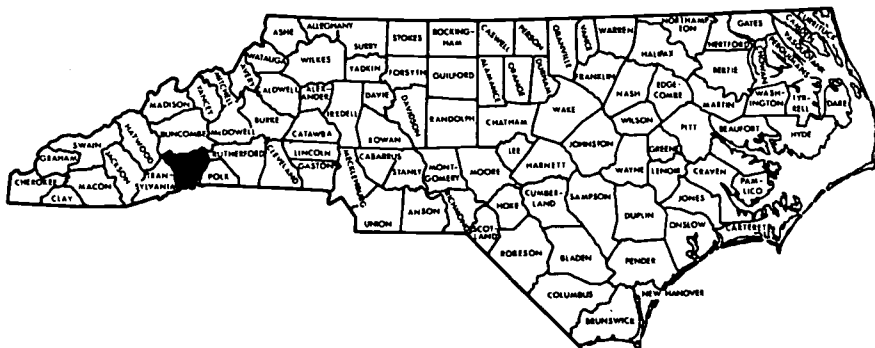 ASHE
ALLEGHANY
SURRY
STOKES
ROCKING-
HAM
CASWELL
PERSON
GRANVILLE
VANCE
WARREN
NORTHAMP
TON
GATES
HERTFORD
HALIFAX
BERTIE
CURRITUCK
CAMDEN
WATAUGA
WILKES
YADKIN
FORSYTH
GUILFORD
ALAMANCE
ORANGE
DURHAM
FRANKLIN
NASH
EDGE-
COMBE
MARTIN
WASH-
INGTON
TYR-
RELL
DARE
MADISON
YANCEY
MITCHELL
AVERY
CALDWELL
ALEX-
ANDER
IREDELL
DAVIE
DAVIDSON
RANDOLPH
CHATHAM
WAKE
WILSON
PITT
BEAUFORT
HYDE
BURKE
CATAWBA
ROWAN
BUNCOMBE
McDOWELL
HAYWOOD
SWAIN
GRAHAM
JACKSON
CHEROKEE
MACON
CLAY
TRAN-
SYLVANIA
RUTHERFORD
POLK
CLEVELAND
LINCOLN
GASTON
MECKLENBURG
CABARRUS
STANLY
MONT-
GOMERY
MOORE
LEE
HARNETT
JOHNSTON
WAYNE
GREENE
LENOIR
CRAVEN
PAM-
LICO
UNION
ANSON
RICHMOND
SCOT-
LAND
HOKE
CUMBER-
LAND
SAMPSON
DUPLIN
JONES
ONSLOW
CARTERET
ROBESON
BLADEN
PENDER
COLUMBUS
NEW HANOVER
BRUNSWICK